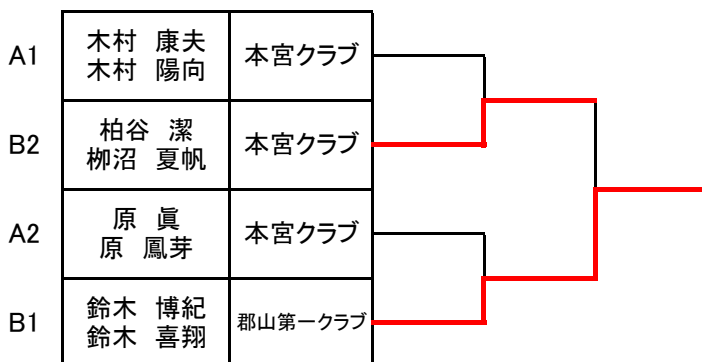 A1 木村　康夫 本宮クラブ
木村　陽向
B2 柏谷　潔 本宮クラブ
栁沼　夏帆
A2 原　眞 本宮クラブ
原　鳳芽
B1 鈴木　博紀 郡山第一クラブ
鈴木　喜翔